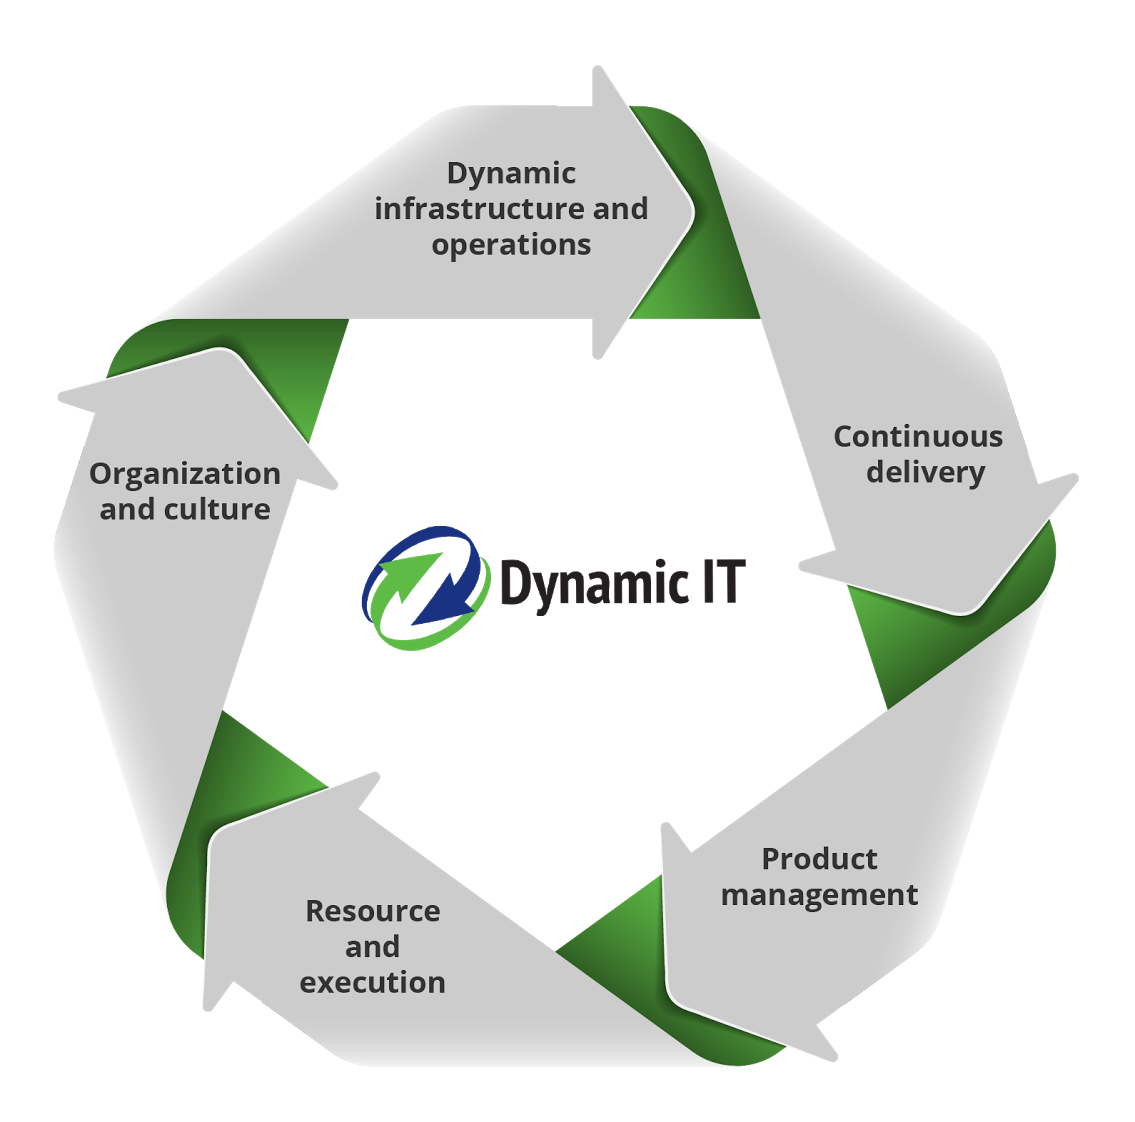 Dynamic
infrastructure and
operations
Continuous
delivery
Organization
and culture
Dynamic IT
Product
management
Resource
and
execution